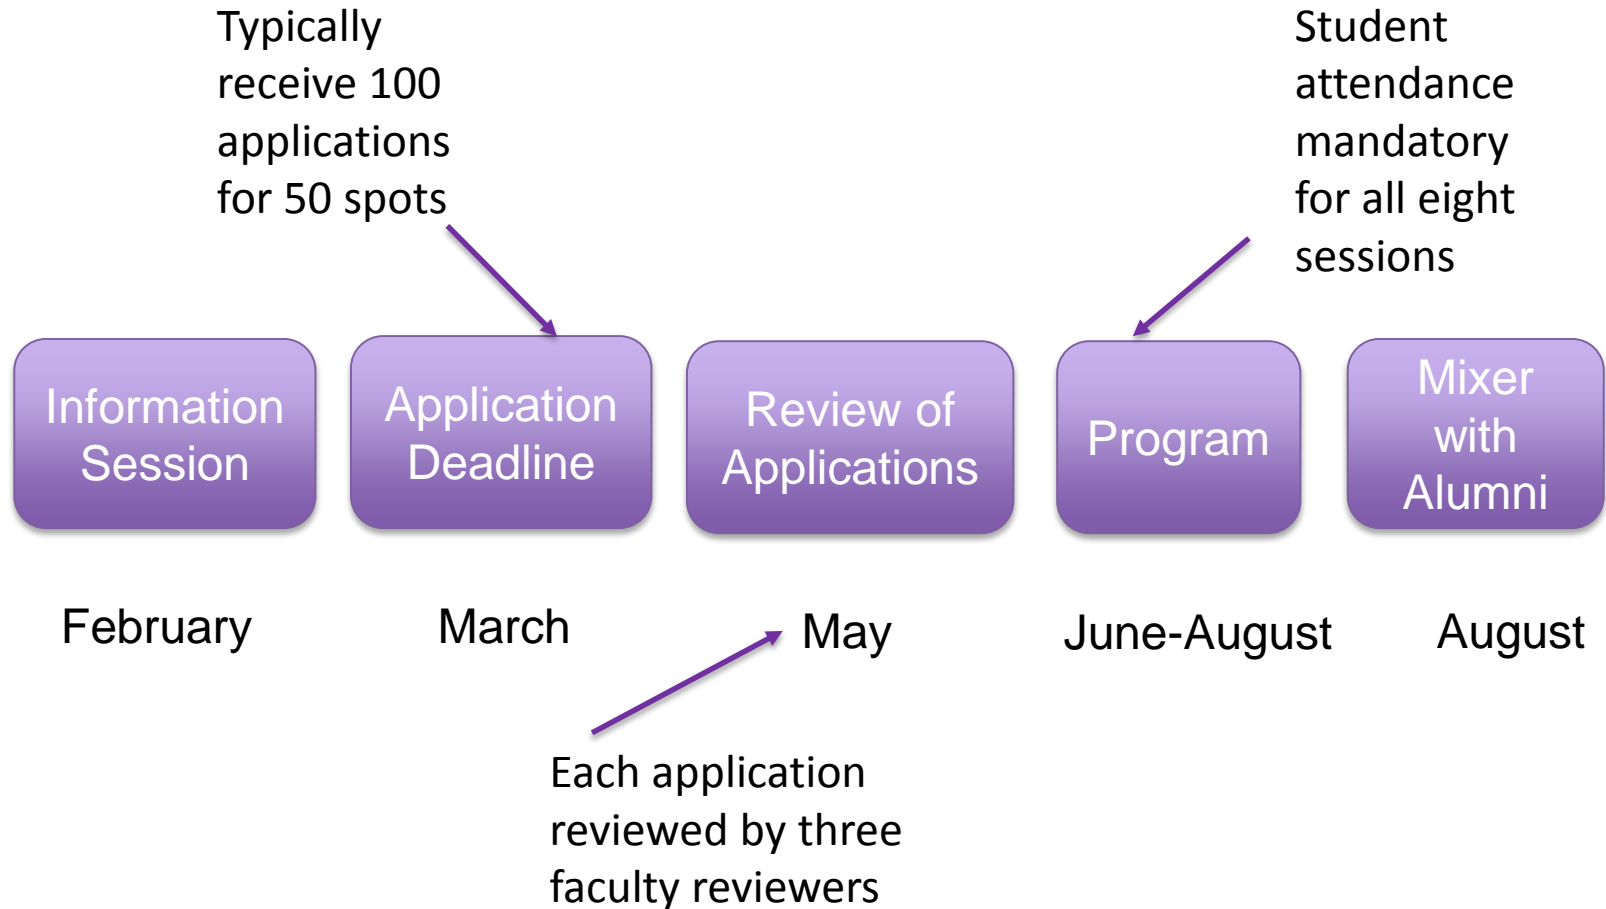 Typically
receive 100
applications
for 50 spots
Student
attendance
mandatory
for all eight
sessions
Information
Session
Application
Deadline
Review of
Applications
Program
Mixer
with
Alumni
February
March
May
June-August
August
Each application
reviewed by three
faculty reviewers